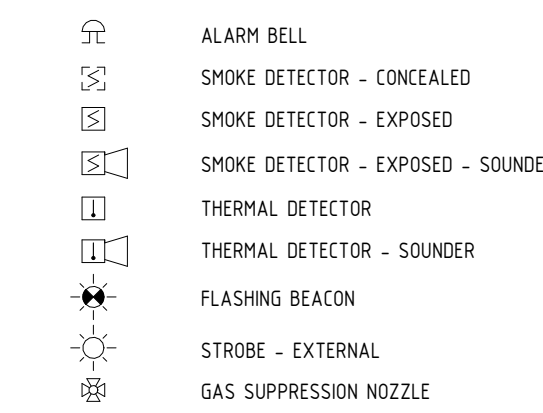 ALARM BELL
SMOKE DETECTOR - CONCEALED
SMOKE DETECTOR - EXPOSED
SMOKE DETECTOR - EXPOSED - SOUNDE
THERMAL DETECTOR
THERMAL DETECTOR - SOUNDER
FLASHING BEACON
STROBE - EXTERNAL
GAS SUPPRESSION NOZZLE